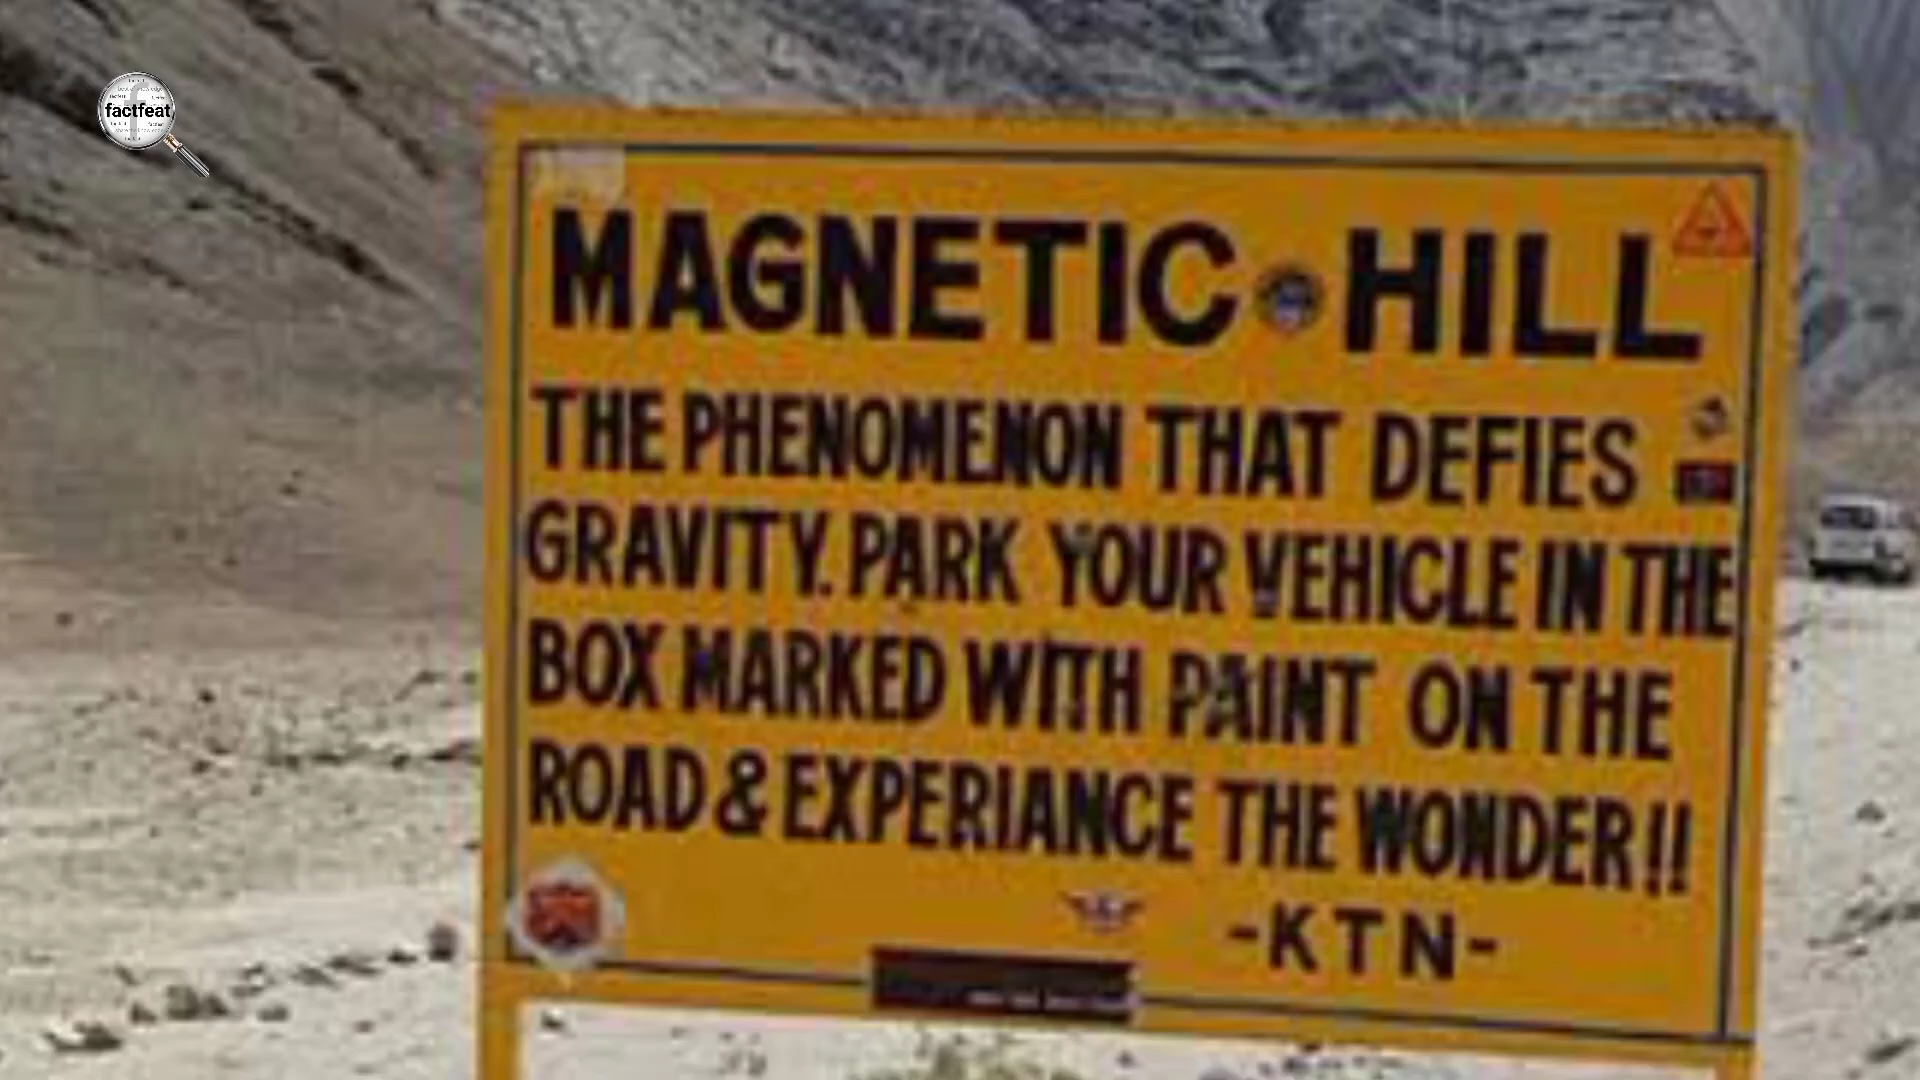 factfeat
MAGNETIC HILL
THE PHENOMENON THAT DEFIES
GRAVITY. PARK YOUR VEHICLE IN THE
BOX MARKED WITH PAINT ON THE
ROAD & EXPERIANCE THE WONDER!!
-KTN-